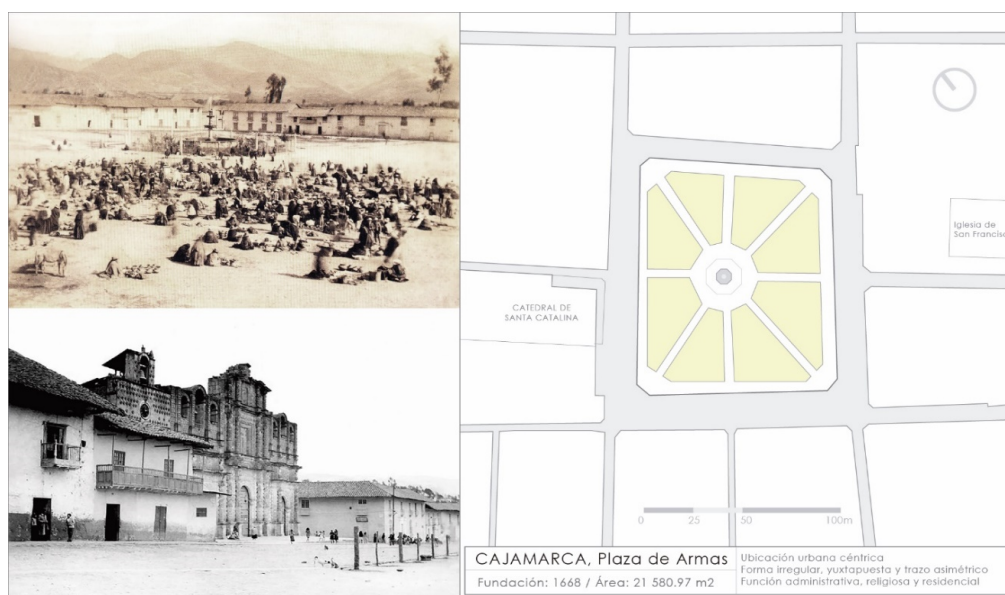 Iglesia de
San Francisc
CATEDRAL DE
SANTA CATALINA
0 25 50 100m
CAJAMARCA, Plaza de Armas
Fundación: 1668 / Área: 21 580.97 m2
Ubicación urbana céntrica
Forma irregular, yuxtapuesta y trazo asimétrico
Función administrativa, religiosa y residencial